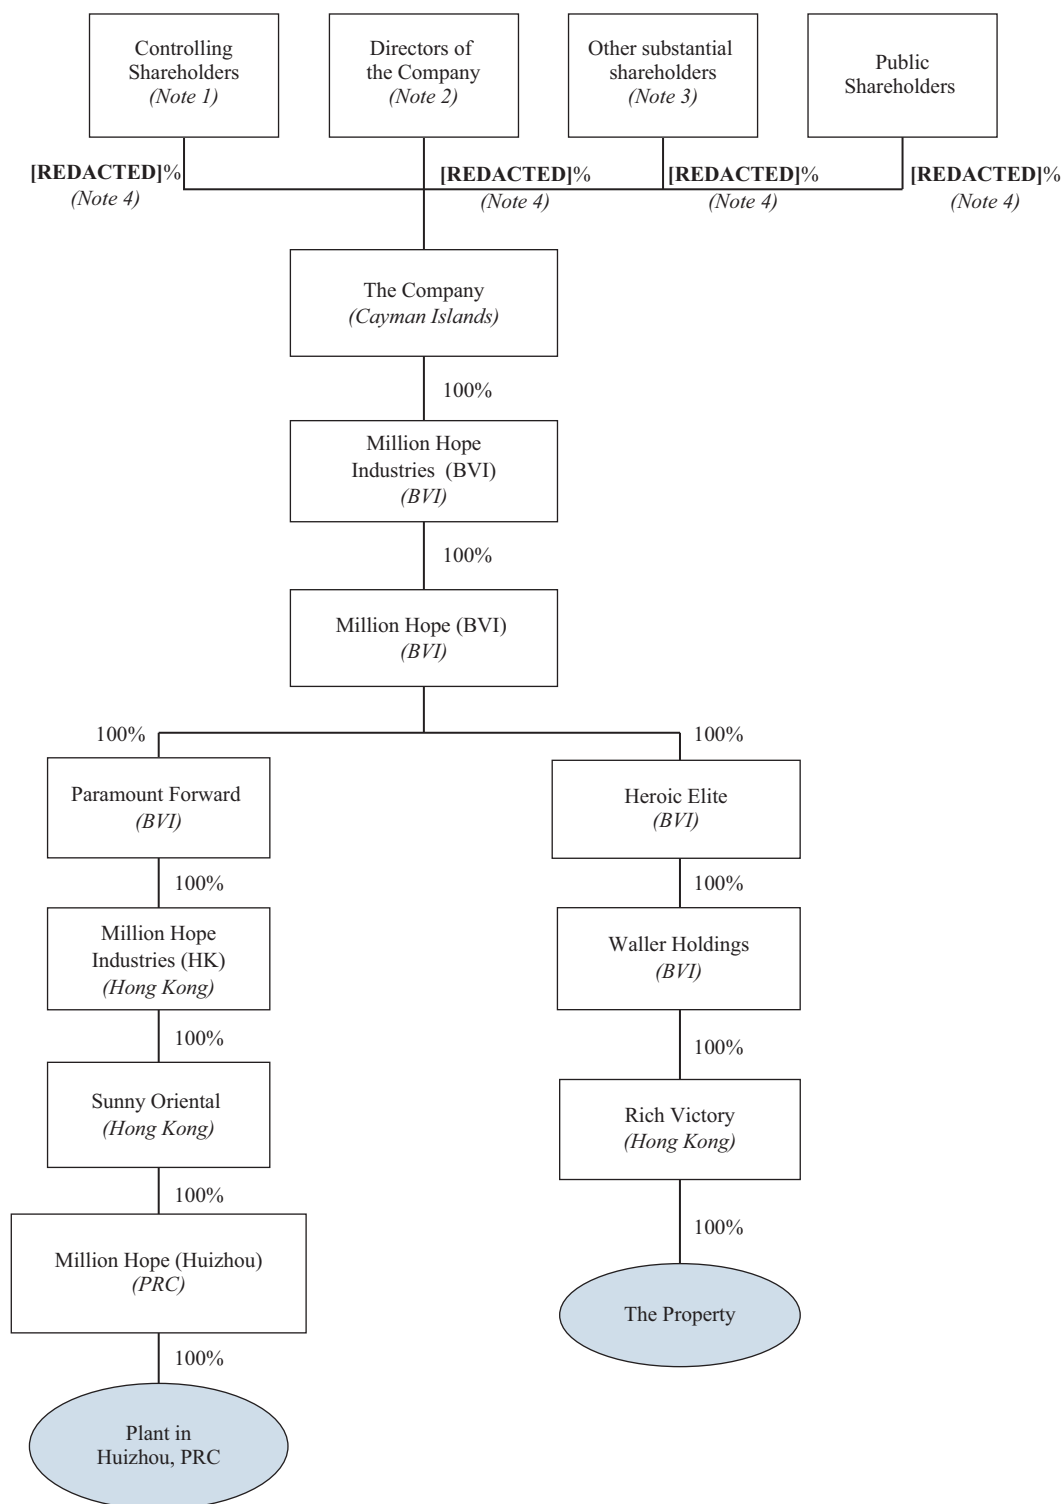 Controlling
Shareholders
(Note 1)
Directors of
the Company
(Note 2)
Other substantial
shareholders
(Note 3)
Public
Shareholders
[REDACTED]%
(Note 4)
[REDACTED]%
(Note 4)
[REDACTED]%
(Note 4)
[REDACTED]%
(Note 4)
The Company
(Cayman Islands)
100%
Million Hope
Industries (BVI)
(BVI)
100%
Million Hope (BVI)
(BVI)
100%
100%
Paramount Forward
(BVI)
Heroic Elite
(BVI)
100%
100%
Million Hope
Industries (HK)
(Hong Kong)
Waller Holdings
(BVI)
100%
100%
Sunny Oriental
(Hong Kong)
Rich Victory
(Hong Kong)
100%
100%
Million Hope (Huizhou)
(PRC)
The Property
100%
Plant in
Huizhou, PRC